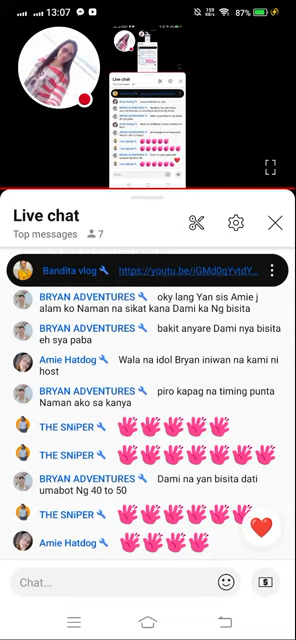 13:07
159 KB/s
87%
Live chat
Top messages 7
Bandita vlog https://youtu.be/iGMd0qYvtdY...
BRYAN ADVENTURES oky lang Yan sis Amie j
alam ko Naman na sikat kana Dami ka Ng bisita
BRYAN ADVENTURES bakit anyare Dami nya bisita
eh sya paba
Amie Hatdog Wala na idol Bryan iniwan na kami ni
host
BRYAN ADVENTURES piro kapag na timing punta
Naman ako sa kanya
THE SNiPER
THE SNiPER
BRYAN ADVENTURES Dami na yan bisita dati
umabot Ng 40 to 50
THE SNiPER
Amie Hatdog
Chat...